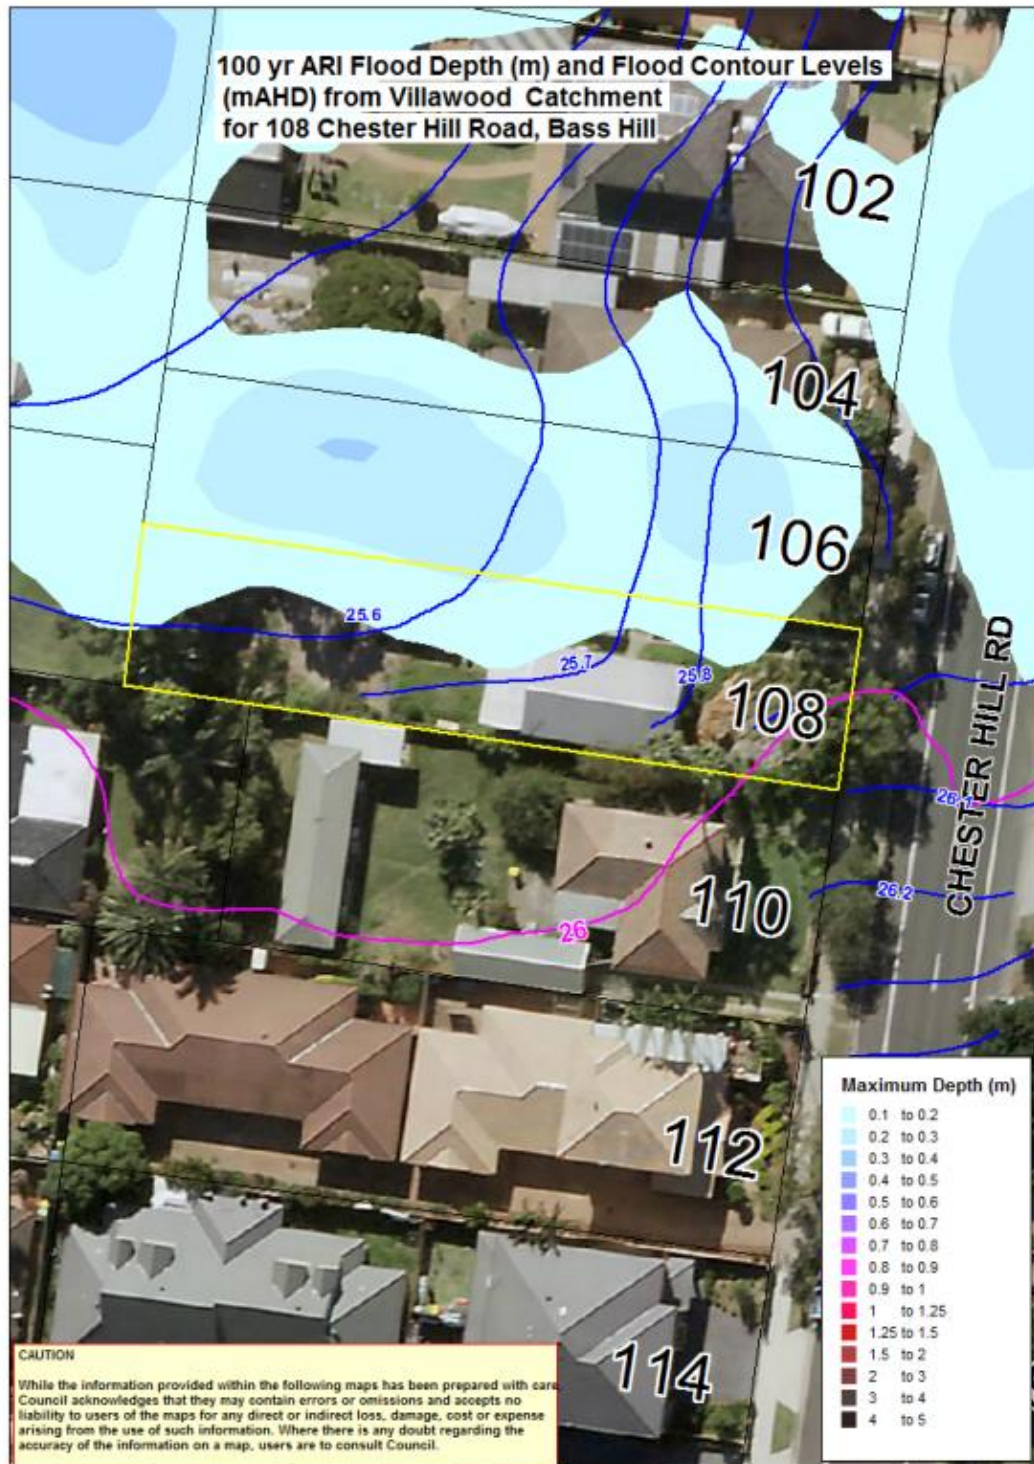 100 yr ARI Flood Depth (m) and Flood Contour Levels
(mAHD) from Villawood Catchment
for 108 Chester Hill Road, Bass Hill
102
104
106
25.6
25.7
25.8
108
CHESTER HILL RD
26.1
26.2
110
26
112
114
Maximum Depth (m)
0.1 to 0.2
0.2 to 0.3
0.3 to 0.4
0.4 to 0.5
0.5 to 0.6
0.6 to 0.7
0.7 to 0.8
0.8 to 0.9
0.9 to 1
1 to 1.25
1.25 to 1.5
1.5 to 2
2 to 3
3 to 4
4 to 5
CAUTION
While the information provided within the following maps has been prepared with care,
Council acknowledges that they may contain errors or omissions and accepts no
liability to users of the maps for any direct or indirect loss, damage, cost or expense
arising from the use of such information. Where there is any doubt regarding the
accuracy of the information on a map, users are to consult Council.